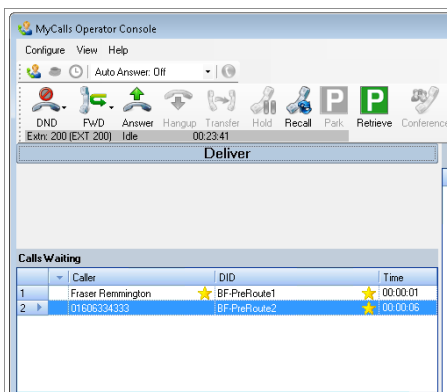 MyCalls Operator Console
Configure View Help
Auto Answer: Off
DND FWD Answer Hangup Transfer Hold Recall Park Retrieve Conference
Extn: 200 (EXT 200) Idle 00:23:41
Deliver
Calls Waiting
Caller DID Time
1 Fraser Remmington BF-PreRoute1 00:00:01
2 01606334333 BF-PreRoute2 00:00:06